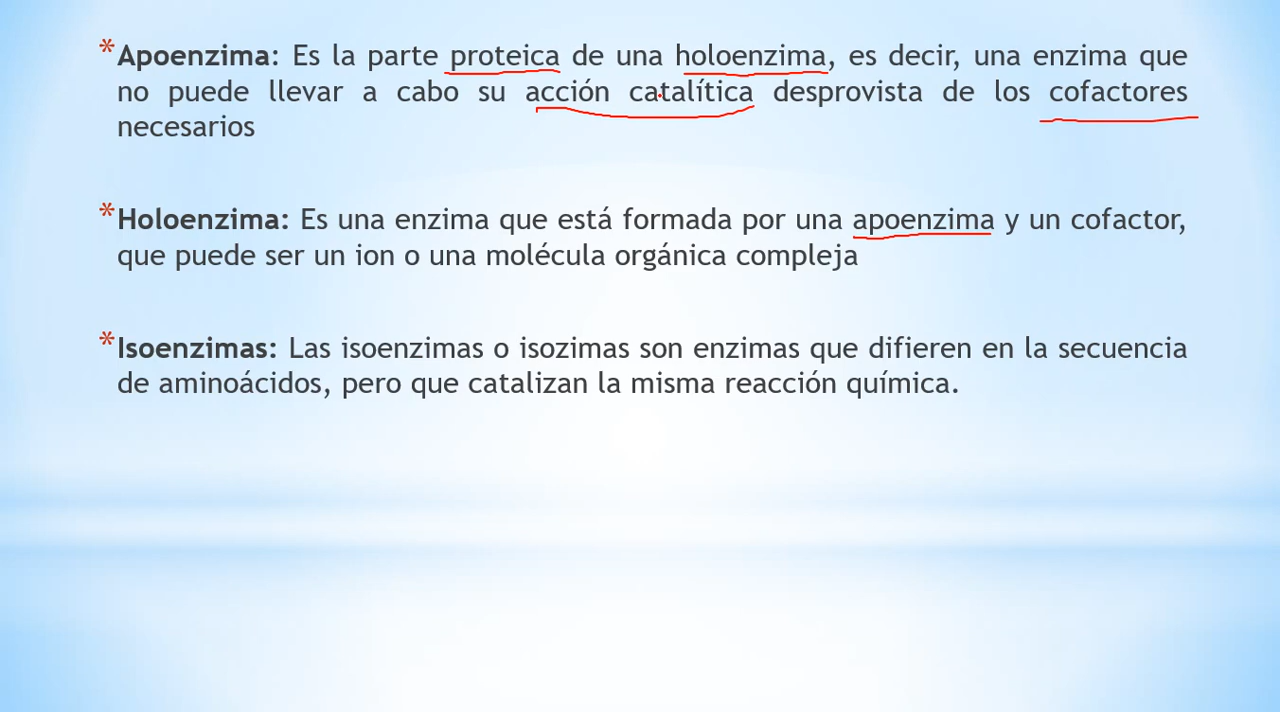 * Apoenzima: Es la parte proteica de una holoenzima, es decir, una enzima que
no puede llevar a cabo su acción catalítica desprovista de los cofactores
necesarios
* Holoenzima: Es una enzima que está formada por una apoenzima y un cofactor,
que puede ser un ion o una molécula orgánica compleja
* Isoenzimas: Las isoenzimas o isozimas son enzimas que difieren en la secuencia
de aminoácidos, pero que catalizan la misma reacción química.